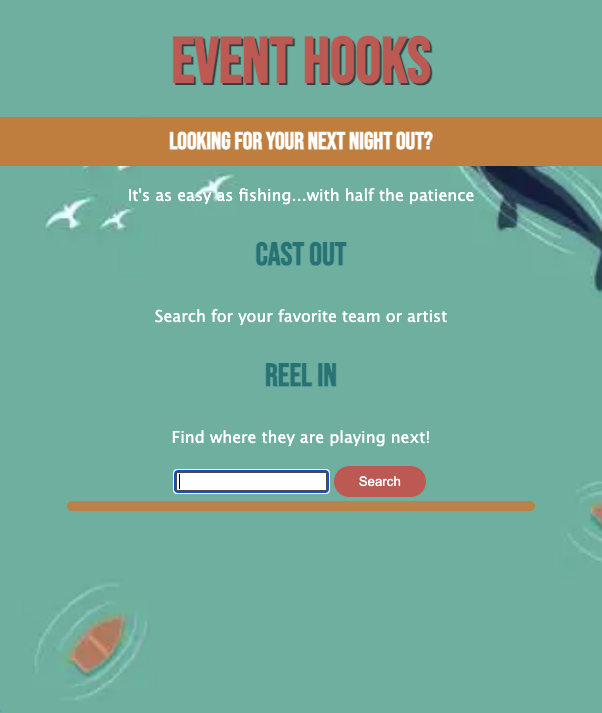 EVENT HOOKS
LOOKING FOR YOUR NEXT NIGHT OUT?
It's as easy as fishing...with half the patience
CAST OUT
Search for your favorite team or artist
REEL IN
Find where they are playing next!
Search